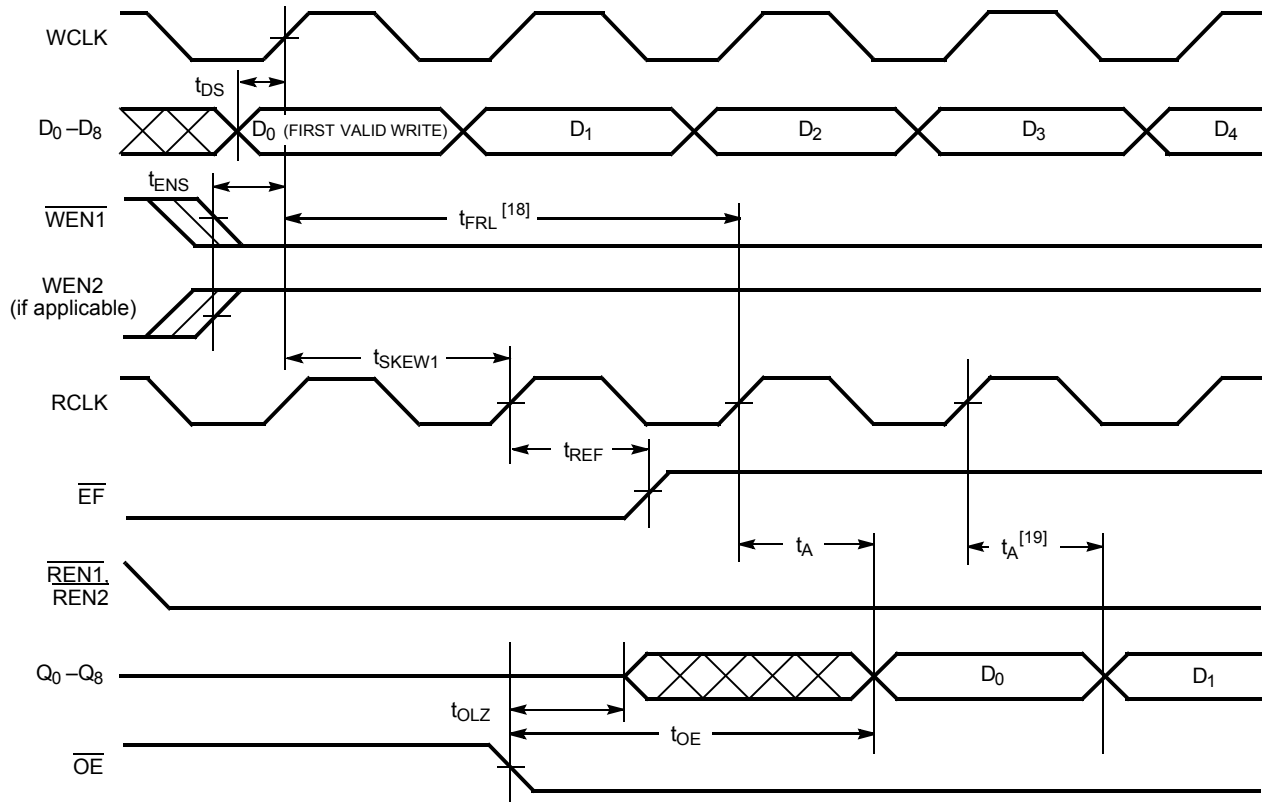 WCLK
tDS
D0 –D8
D0 (FIRST VALID WRITE)
D1
D2
D3
D4
tENS
WEN1
tFRL [18]
WEN2
(if applicable)
tSKEW1
RCLK
tREF
EF
tA
tA[19]
REN1,
REN2
Q0 –Q8
D0
D1
tOLZ
tOE
OE